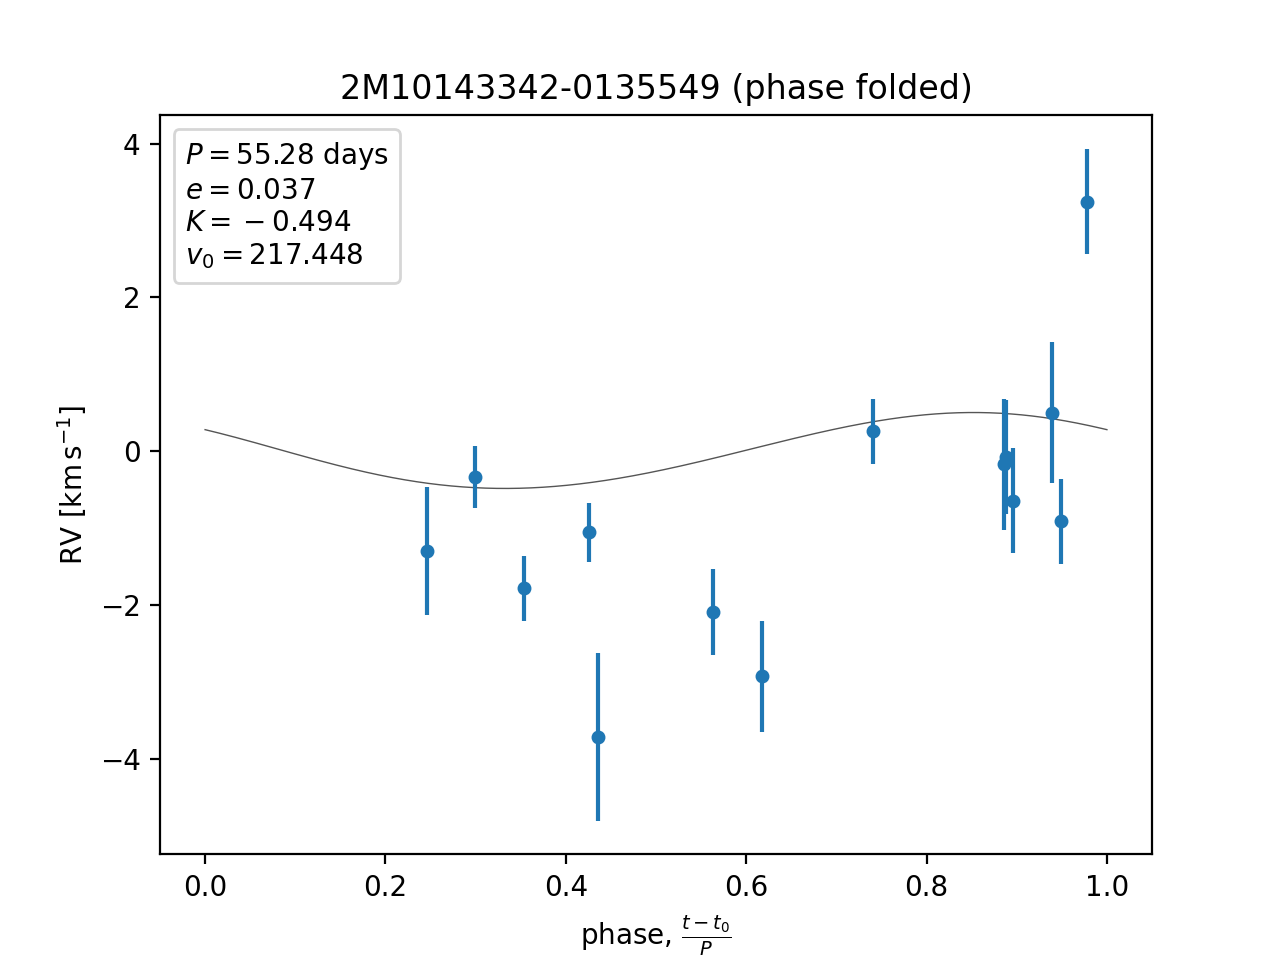 2M10143342-0135549 (phase folded)
P = 55.28 days
e = 0.037
K = −0.494
v₀ = 217.448
4
2
0
−2
−4
RV [km s⁻¹]
0.0 0.2 0.4 0.6 0.8 1.0
phase, (t − t₀)/P